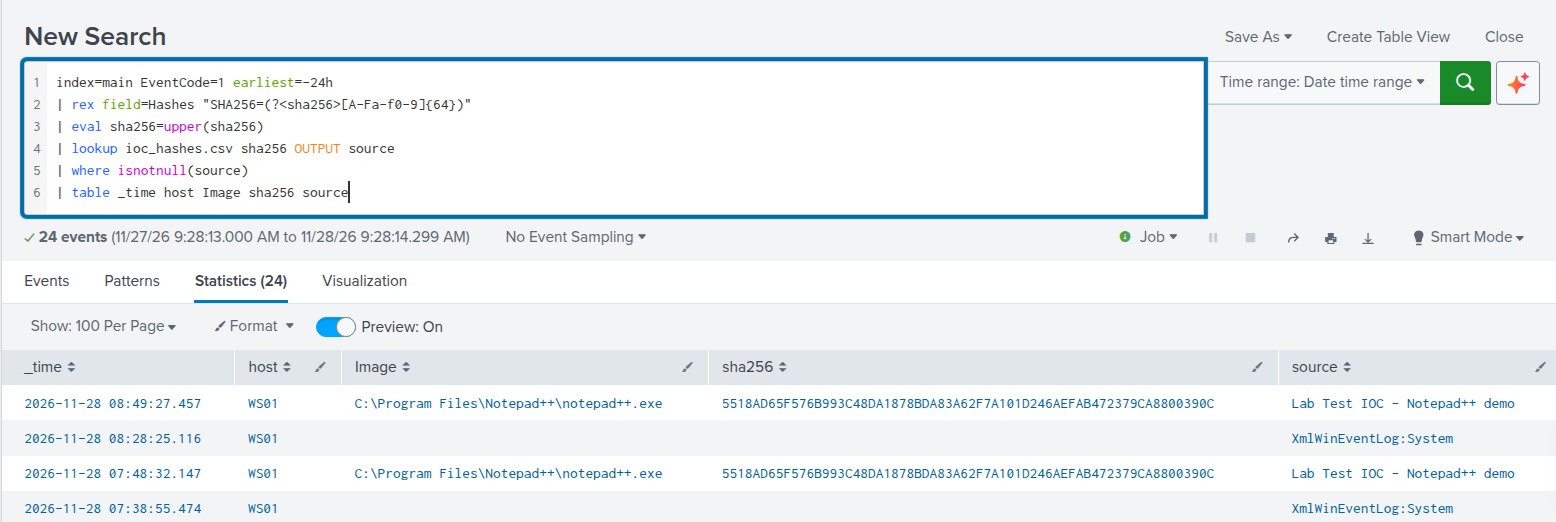 New Search
Save As Create Table View Close
1 index=main EventCode=1 earliest=-24h
2 | rex field=Hashes "SHA256=(?<sha256>[A-Fa-f0-9]{64})"
3 | eval sha256=upper(sha256)
4 | lookup ioc_hashes.csv sha256 OUTPUT source
5 | where isnotnull(source)
6 | table _time host Image sha256 source
Time range: Date time range
24 events (11/27/26 9:28:13.000 AM to 11/28/26 9:28:14.299 AM) No Event Sampling Job Smart Mode
Events Patterns Statistics (24) Visualization
Show: 100 Per Page Format Preview: On
_time host Image sha256 source
2026-11-28 08:49:27.457 WS01 C:\Program Files\Notepad++\notepad++.exe 5518AD65F576B993C48DA1878BDA83A62F7A101D246AEFAB472379CA8800390C Lab Test IOC - Notepad++ demo
2026-11-28 08:28:25.116 WS01 XmlWinEventLog:System
2026-11-28 07:48:32.147 WS01 C:\Program Files\Notepad++\notepad++.exe 5518AD65F576B993C48DA1878BDA83A62F7A101D246AEFAB472379CA8800390C Lab Test IOC - Notepad++ demo
2026-11-28 07:38:55.474 WS01 XmlWinEventLog:System